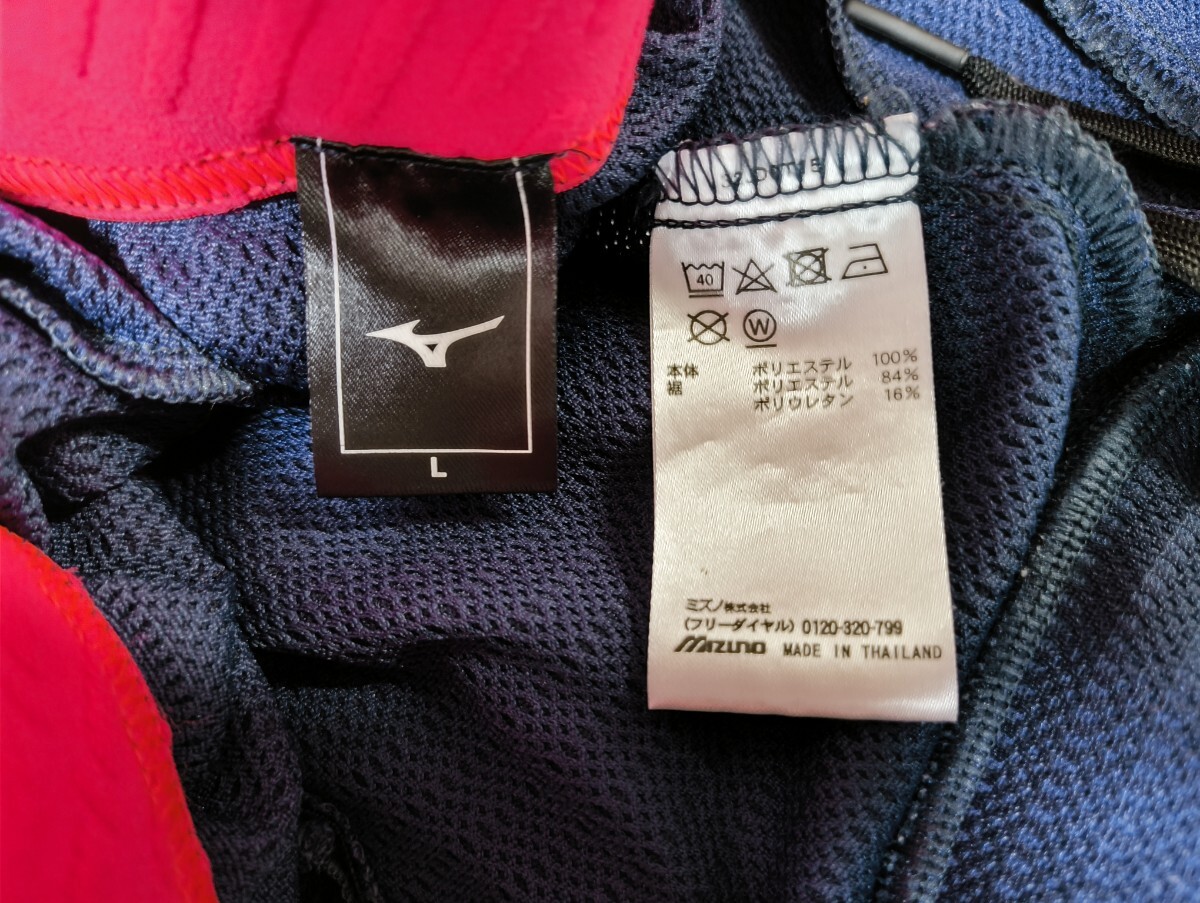 L
40
W
本体 ポリエステル 100%
裾 ポリエステル 84%
ポリウレタン 16%
ミズノ株式会社
(フリーダイヤル) 0120-320-799
MIZUNO MADE IN THAILAND